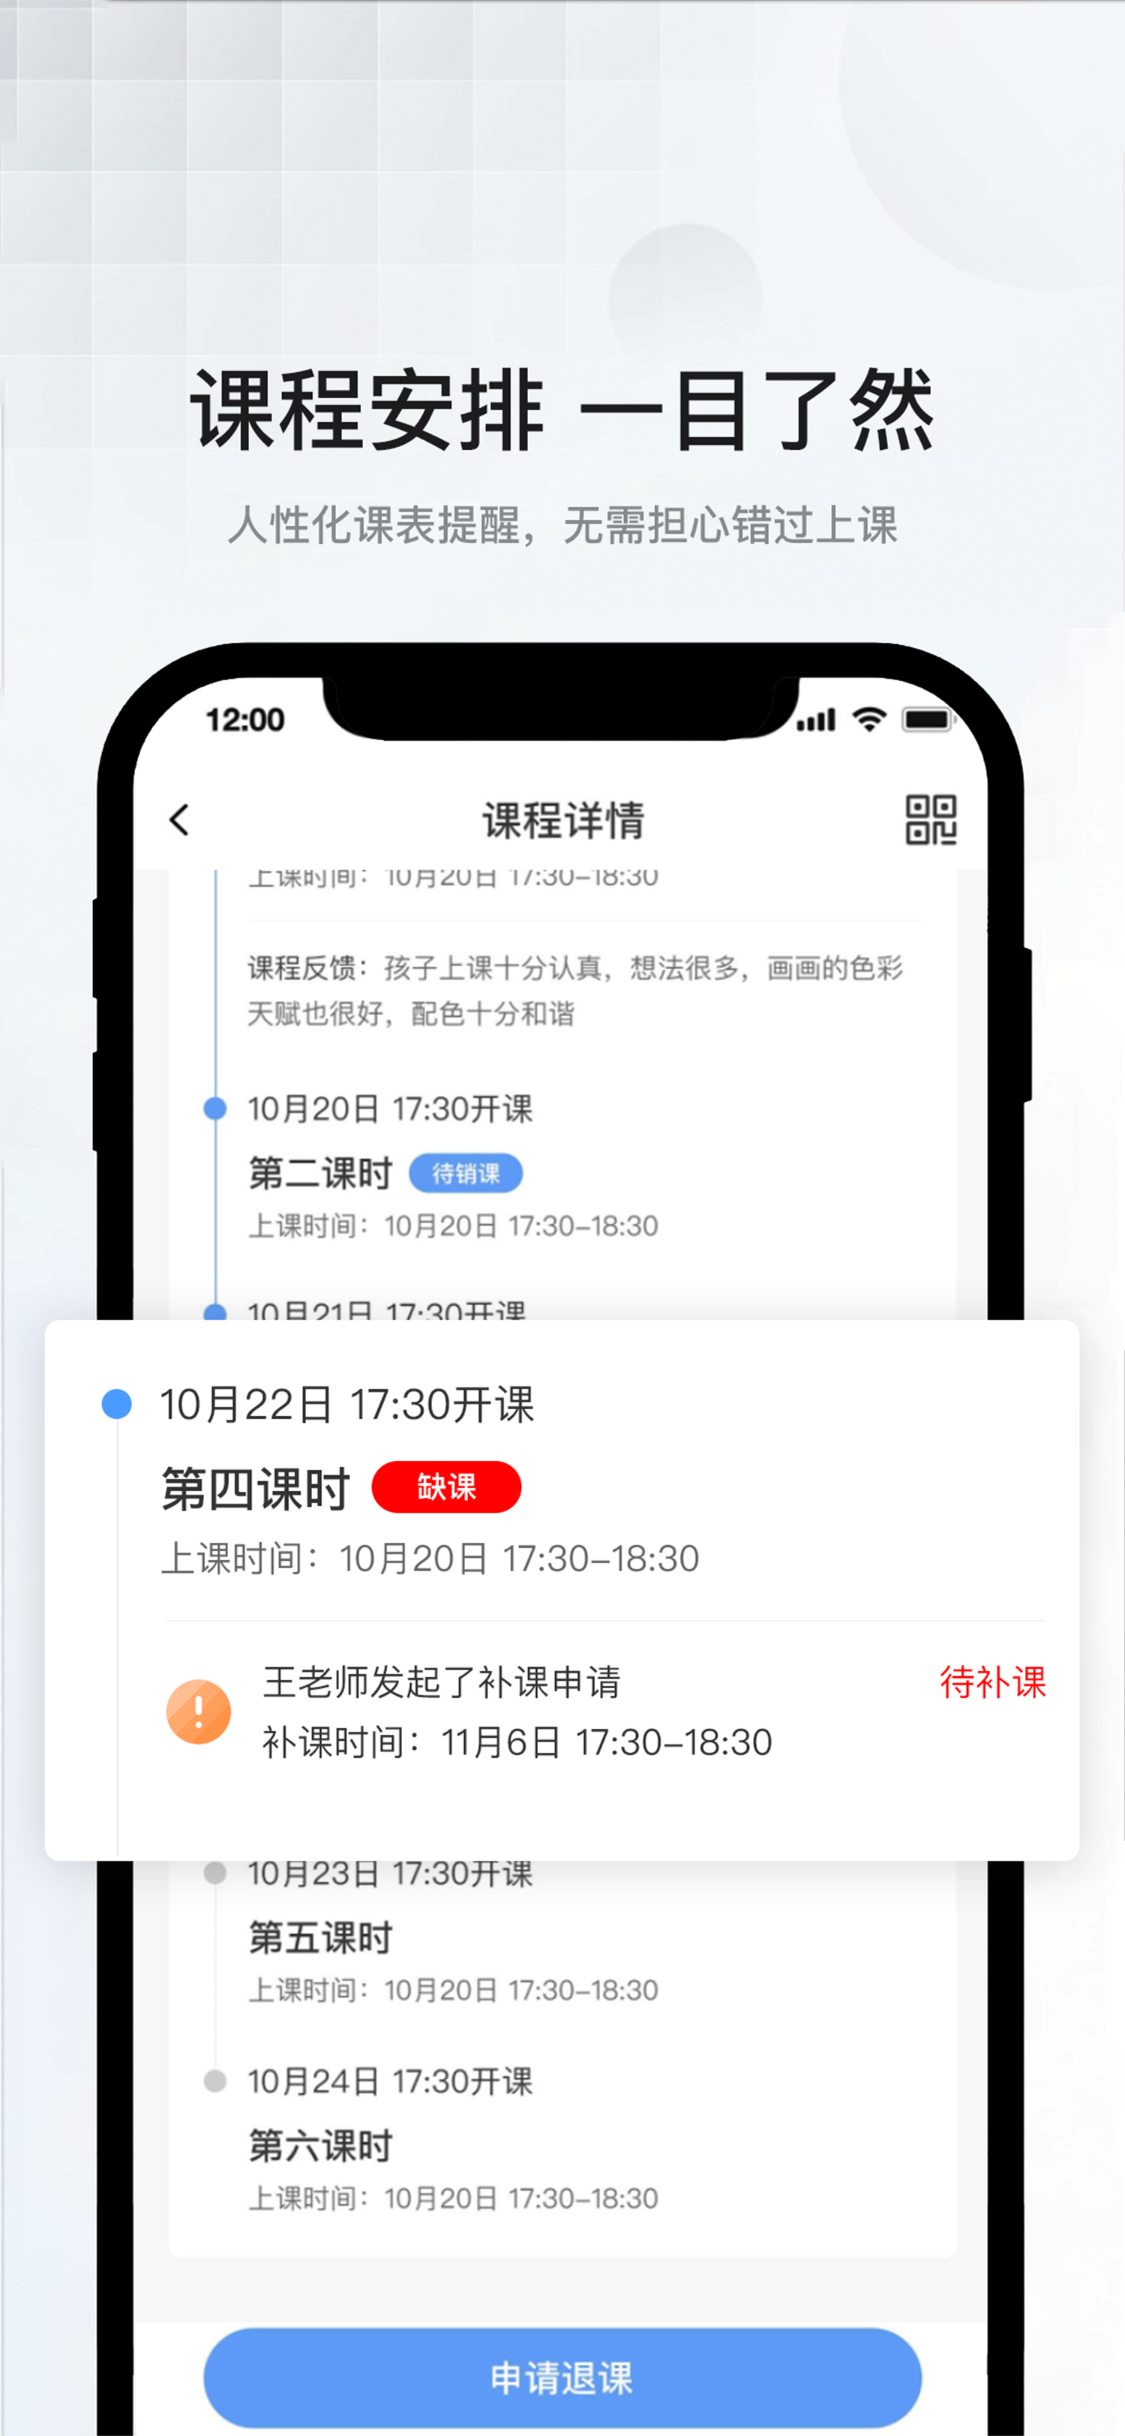 课程安排 一目了然
人性化课表提醒，无需担心错过上课
12:00
课程详情
上课时间：10月20日 17:30-18:30
课程反馈：孩子上课十分认真，想法很多，画画的色彩
天赋也很好，配色十分和谐
10月20日 17:30开课
第二课时 待销课
上课时间：10月20日 17:30-18:30
10月21日 17:30开课
10月22日 17:30开课
第四课时 缺课
上课时间：10月20日 17:30-18:30
王老师发起了补课申请 待补课
补课时间：11月6日 17:30-18:30
10月23日 17:30开课
第五课时
上课时间：10月20日 17:30-18:30
10月24日 17:30开课
第六课时
上课时间：10月20日 17:30-18:30
申请退课